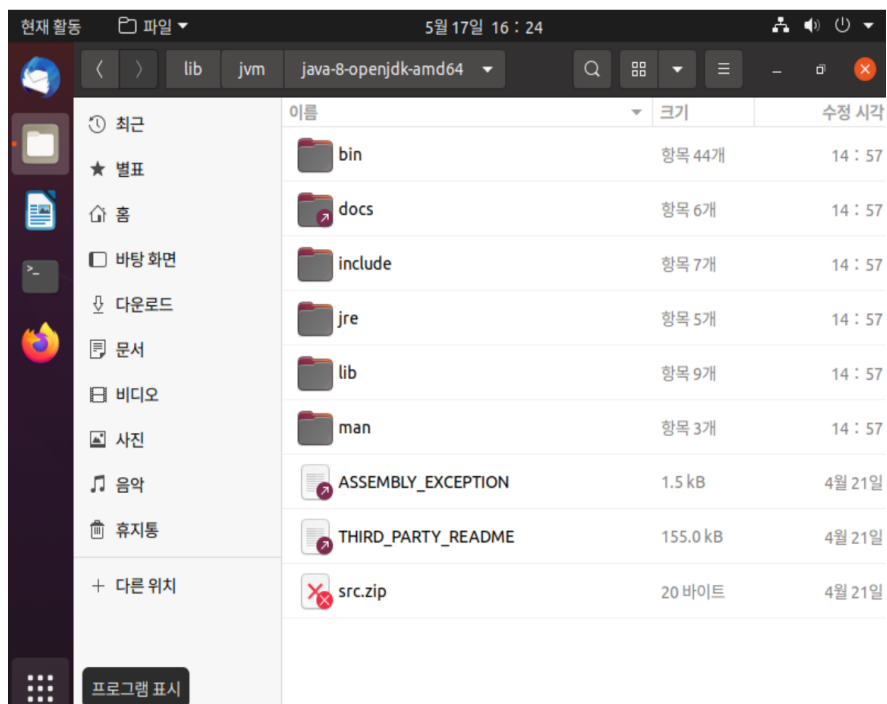 현재 활동 파일 5월 17일 16 : 24
lib jvm java-8-openjdk-amd64
최근
별표
홈
바탕 화면
다운로드
문서
비디오
사진
음악
휴지통
다른 위치
프로그램 표시
이름 크기 수정 시각
bin 항목 44개 14 : 57
docs 항목 6개 14 : 57
include 항목 7개 14 : 57
jre 항목 5개 14 : 57
lib 항목 9개 14 : 57
man 항목 3개 14 : 57
ASSEMBLY_EXCEPTION 1.5 kB 4월 21일
THIRD_PARTY_README 155.0 kB 4월 21일
src.zip 20 바이트 4월 21일